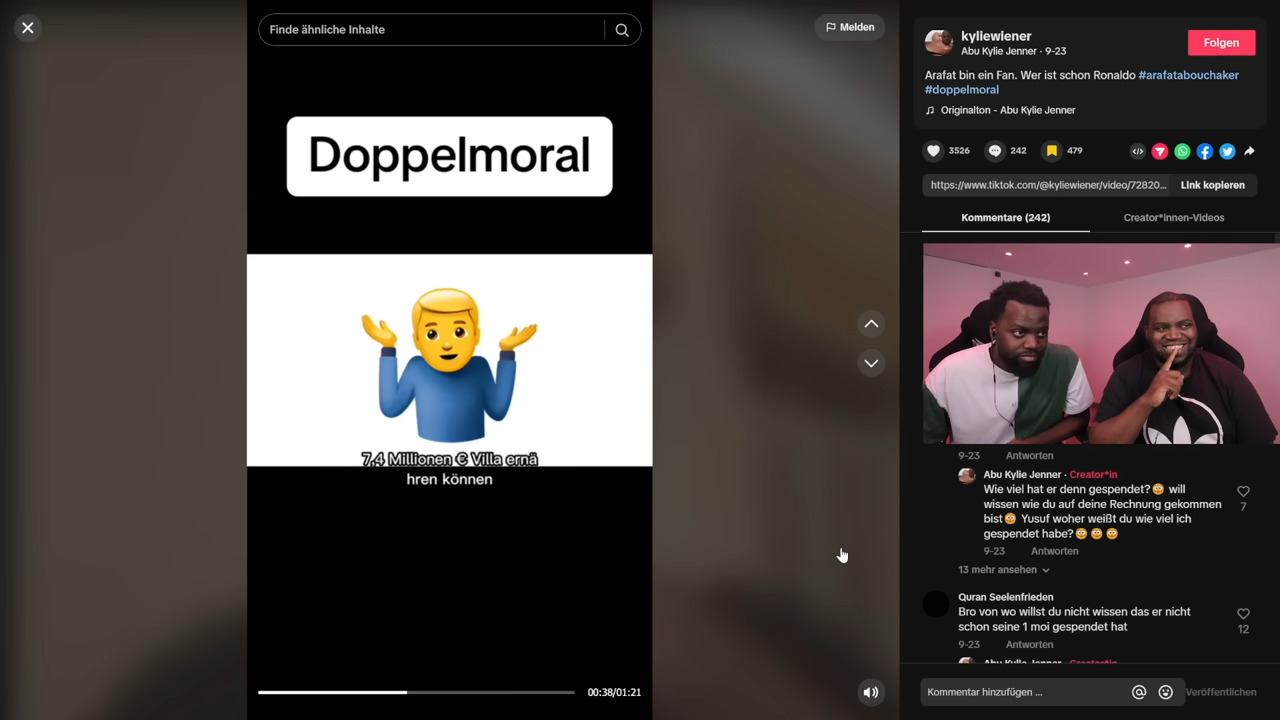 Finde ähnliche Inhalte
Melden
Doppelmoral
7,4 Millionen € Villa ernä
hren können
00:38/01:21
kyliewiener
Abu Kylie Jenner · 9-23
Folgen
Arafat bin ein Fan. Wer ist schon Ronaldo #arafatabouchaker
#doppelmoral
Originalton - Abu Kylie Jenner
3526
242
479
https://www.tiktok.com/@kyliewiener/video/72820...
Link kopieren
Kommentare (242)
Creator*innen-Videos
9-23 Antworten
Abu Kylie Jenner · Creator*in
Wie viel hat er denn gespendet? will
wissen wie du auf deine Rechnung gekommen
bist Yusuf woher weißt du wie viel ich
gespendet habe?
7
9-23 Antworten
13 mehr ansehen
Quran Seelenfrieden
Bro von wo willst du nicht wissen das er nicht
schon seine 1 moi gespendet hat
12
9-23 Antworten
Abu Kylie Jenner · Creator*in
Kommentar hinzufügen ...
Veröffentlichen